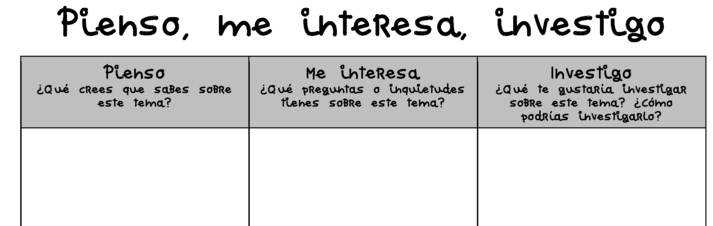 Pienso, me interesa, investigo
Pienso
¿Qué crees que sabes sobre
este tema?
Me interesa
¿Qué preguntas o inquietudes
tienes sobre este tema?
Investigo
¿Qué te gustaría investigar
sobre este tema? ¿Cómo
podrías investigarlo?